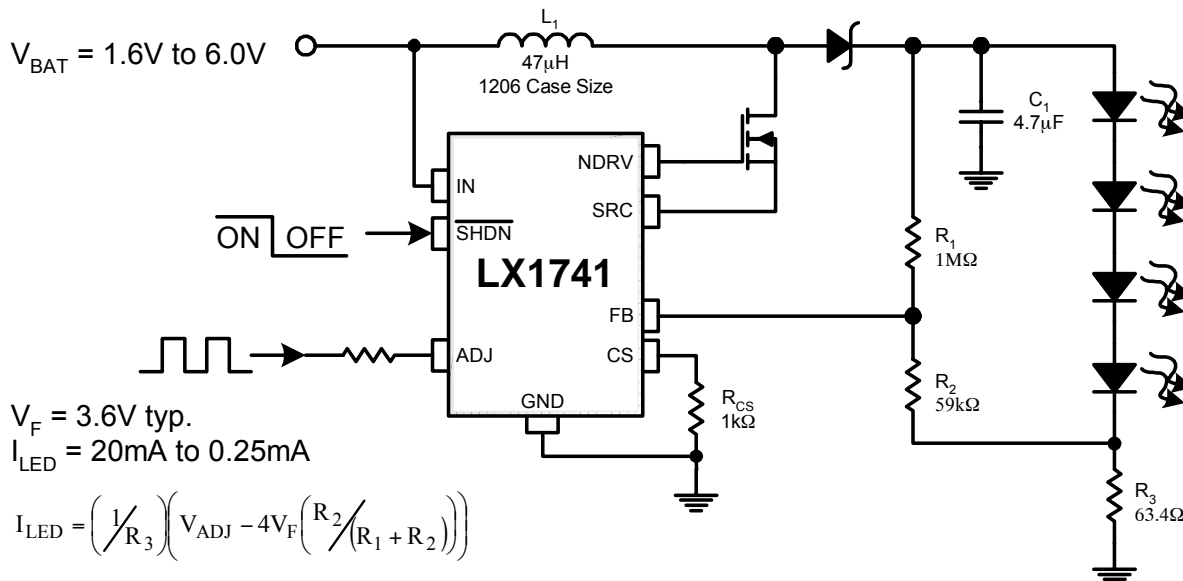 V_BAT = 1.6V to 6.0V
L₁
47μH
1206 Case Size
C₁
4.7μF
NDRV
IN
SRC
SHDN
ON OFF
LX1741
R₁
1MΩ
FB
ADJ
CS
R₂
59kΩ
GND
R_CS
1kΩ
V_F = 3.6V typ.
I_LED = 20mA to 0.25mA
R₃
63.4Ω
I_LED = (1/R₃)(V_ADJ − 4V_F(R₂/(R₁ + R₂)))